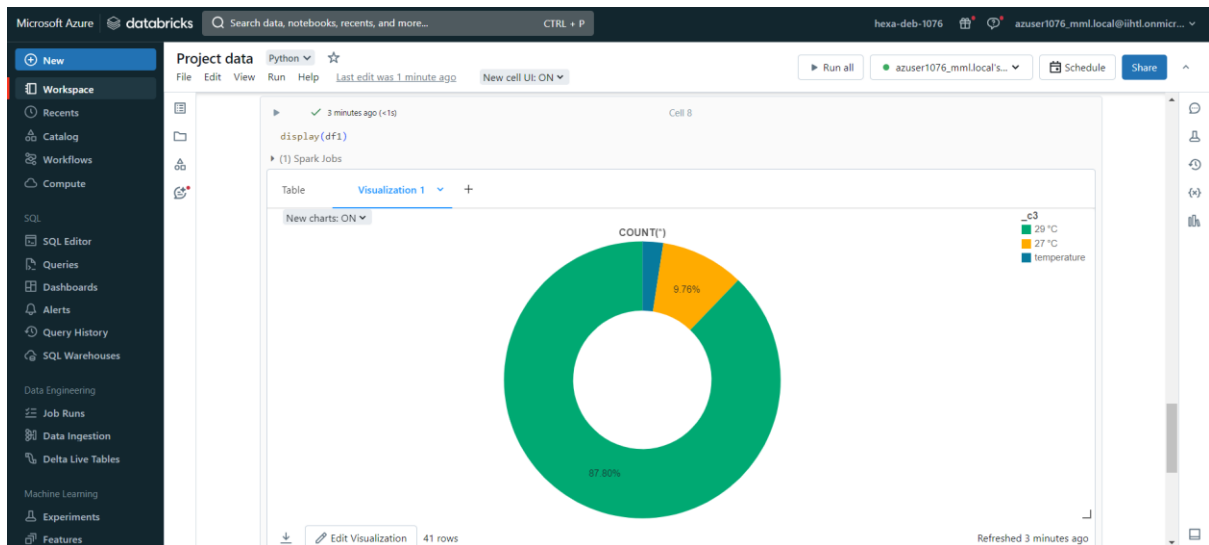 Microsoft Azure databricks Search data, notebooks, recents, and more... CTRL + P hexa-deb-1076 azuser1076_mml.local@iihtl.onmicr...
New
Workspace
Recents
Catalog
Workflows
Compute
SQL
SQL Editor
Queries
Dashboards
Alerts
Query History
SQL Warehouses
Data Engineering
Job Runs
Data Ingestion
Delta Live Tables
Machine Learning
Experiments
Features
Project data Python
File Edit View Run Help Last edit was 1 minute ago New cell UI: ON
Run all azuser1076_mml.local's... Schedule Share
3 minutes ago (<1s) Cell 8
display(df1)
(1) Spark Jobs
Table Visualization 1 +
New charts: ON
COUNT(*)
_c3
29 °C
27 °C
temperature
9.76%
87.80%
Edit Visualization 41 rows Refreshed 3 minutes ago